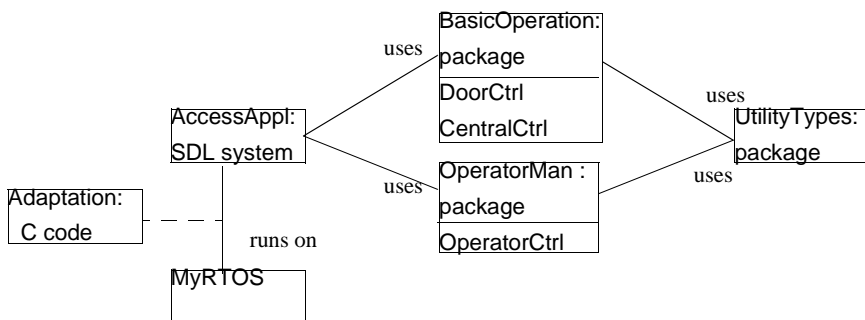 BasicOperation:
package
DoorCtrl
CentralCtrl
uses
uses
AccessAppl:
SDL system
UtilityTypes:
package
uses
OperatorMan :
package
OperatorCtrl
uses
Adaptation:
C code
runs on
MyRTOS